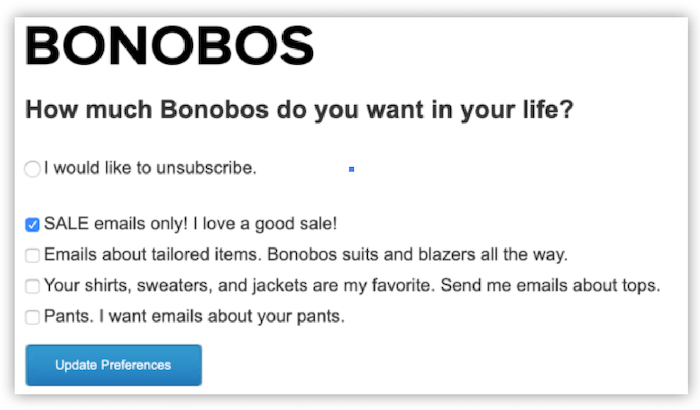 BONOBOS
How much Bonobos do you want in your life?
I would like to unsubscribe.
SALE emails only! I love a good sale!
Emails about tailored items. Bonobos suits and blazers all the way.
Your shirts, sweaters, and jackets are my favorite. Send me emails about tops.
Pants. I want emails about your pants.
Update Preferences